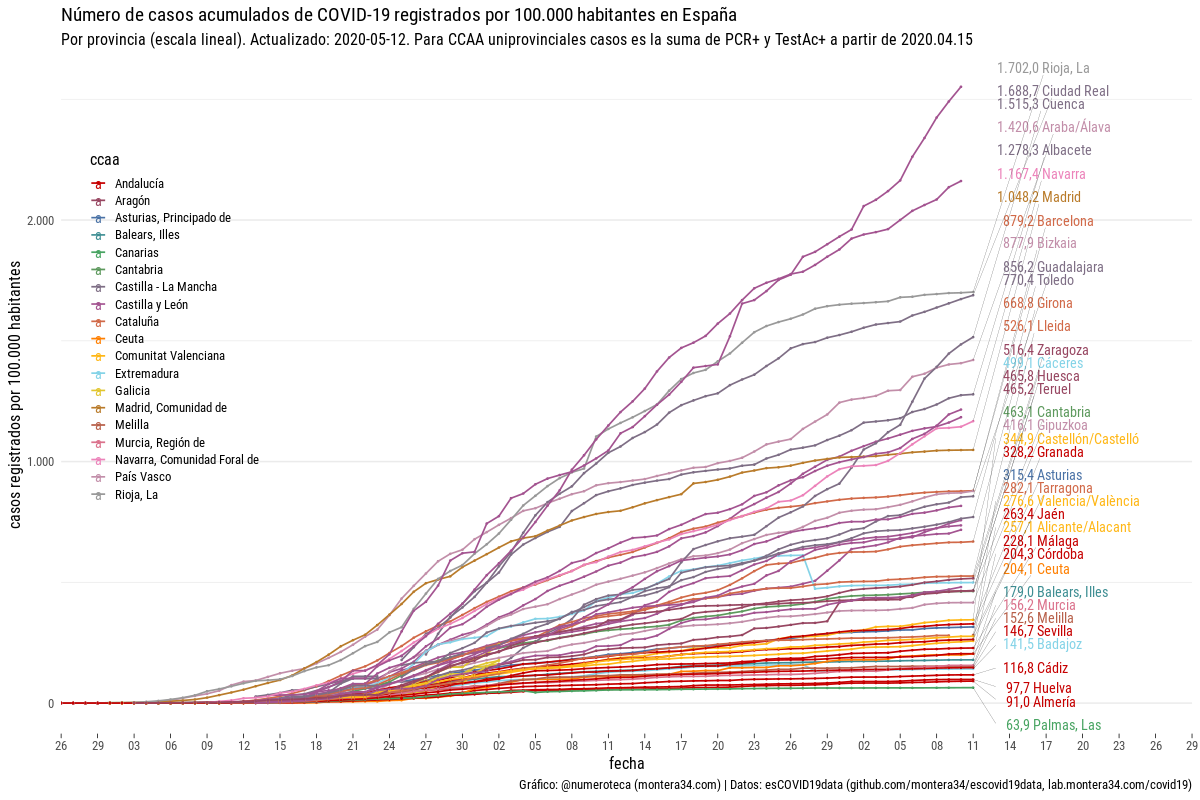 Número de casos acumulados de COVID-19 registrados por 100.000 habitantes en España
Por provincia (escala lineal). Actualizado: 2020-05-12. Para CCAA uniprovinciales casos es la suma de PCR+ y TestAc+ a partir de 2020.04.15
casos registrados por 100.000 habitantes
2.000
1.000
0
ccaa
Andalucía
Aragón
Asturias, Principado de
Balears, Illes
Canarias
Cantabria
Castilla - La Mancha
Castilla y León
Cataluña
Ceuta
Comunitat Valenciana
Extremadura
Galicia
Madrid, Comunidad de
Melilla
Murcia, Región de
Navarra, Comunidad Foral de
País Vasco
Rioja, La
1.702,0 Rioja, La
1.688,7 Ciudad Real
1.515,3 Cuenca
1.420,6 Araba/Álava
1.278,3 Albacete
1.167,4 Navarra
1.048,2 Madrid
879,2 Barcelona
877,9 Bizkaia
856,2 Guadalajara
770,4 Toledo
668,8 Girona
526,1 Lleida
516,4 Zaragoza
499,1 Cáceres
465,8 Huesca
465,2 Teruel
463,1 Cantabria
416,1 Gipuzkoa
344,9 Castellón/Castelló
328,2 Granada
315,4 Asturias
282,1 Tarragona
276,6 Valencia/València
263,4 Jaén
257,1 Alicante/Alacant
228,1 Málaga
204,3 Córdoba
204,1 Ceuta
179,0 Balears, Illes
156,2 Murcia
152,6 Melilla
146,7 Sevilla
141,5 Badajoz
116,8 Cádiz
97,7 Huelva
91,0 Almería
63,9 Palmas, Las
26 29 03 06 09 12 15 18 21 24 27 30 02 05 08 11 14 17 20 23 26 29 02 05 08 11 14 17 20 23 26 29
fecha
Gráfico: @numeroteca (montera34.com) | Datos: esCOVID19data (github.com/montera34/escovid19data, lab.montera34.com/covid19)